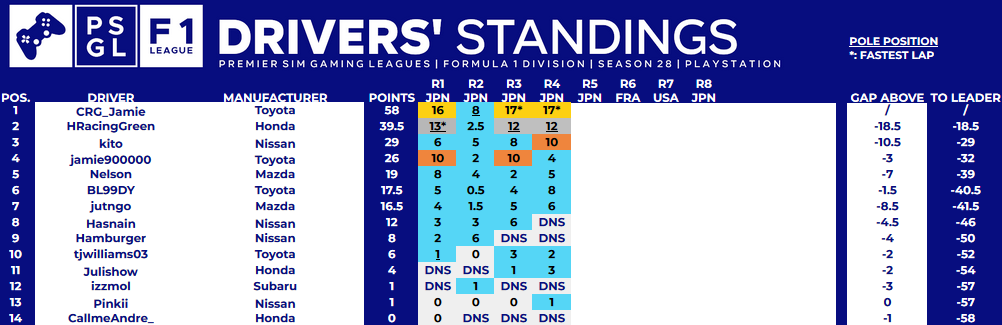 PS
GL
F1
LEAGUE
DRIVERS' STANDINGS
PREMIER SIM GAMING LEAGUES | FORMULA 1 DIVISION | SEASON 28 | PLAYSTATION
POLE POSITION
*: FASTEST LAP
R1 R2 R3 R4 R5 R6 R7 R8
POS. DRIVER MANUFACTURER POINTS JPN JPN JPN JPN JPN FRA USA JPN GAP ABOVE TO LEADER
1 CRG_Jamie Toyota 58 16 8 17* 17* / /
2 HRacingGreen Honda 39.5 13* 2.5 12 12 -18.5 -18.5
3 kito Nissan 29 6 5 8 10 -10.5 -29
4 jamie900000 Toyota 26 10 2 10 4 -3 -32
5 Nelson Mazda 19 8 4 2 5 -7 -39
6 BL99DY Toyota 17.5 5 0.5 4 8 -1.5 -40.5
7 jutngo Mazda 16.5 4 1.5 5 6 -8.5 -41.5
8 Hasnain Nissan 12 3 3 6 DNS -4.5 -46
9 Hamburger Nissan 8 2 6 DNS DNS -4 -50
10 tjwilliams03 Toyota 6 1 0 3 2 -2 -52
11 Julishow Honda 4 DNS DNS 1 3 -2 -54
12 izzmol Subaru 1 DNS 1 DNS DNS -3 -57
13 Pinkii Nissan 1 0 0 0 1 0 -57
14 CallmeAndre_ Honda 0 0 DNS DNS DNS -1 -58